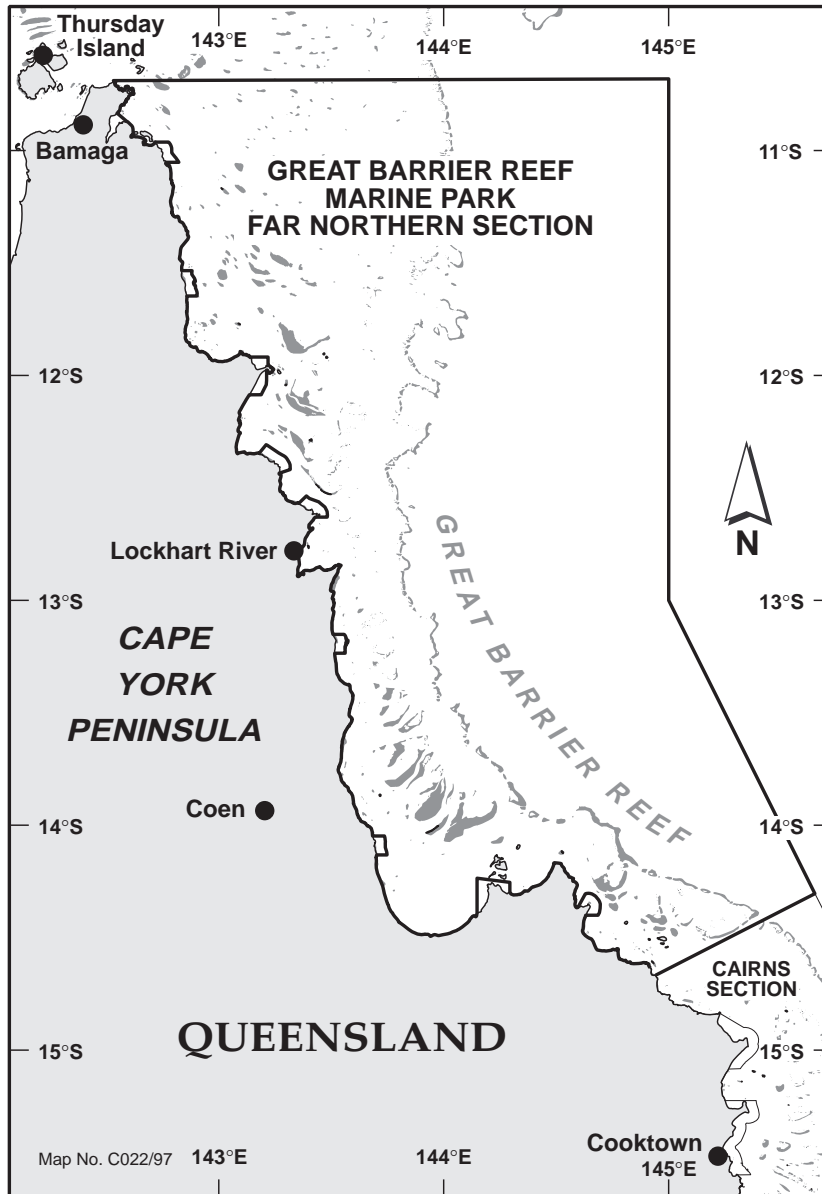 Thursday
Island
143°E
144°E
145°E
Bamaga
11°S
GREAT BARRIER REEF
MARINE PARK
FAR NORTHERN SECTION
12°S
12°S
N
Lockhart River
GREAT BARRIER REEF
13°S
13°S
CAPE
YORK
PENINSULA
Coen
14°S
14°S
CAIRNS
SECTION
QUEENSLAND
15°S
15°S
Cooktown
Map No. C022/97
143°E
144°E
145°E